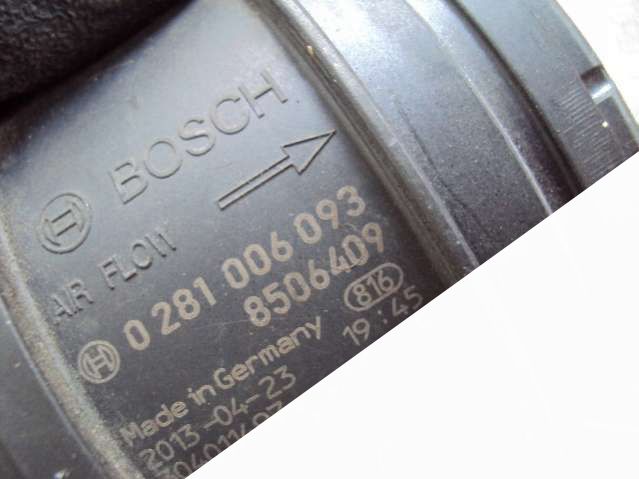 BOSCH
AIR FLOW
0 281 006 093
8506409
816
Made in Germany
2013-04-23 19:45